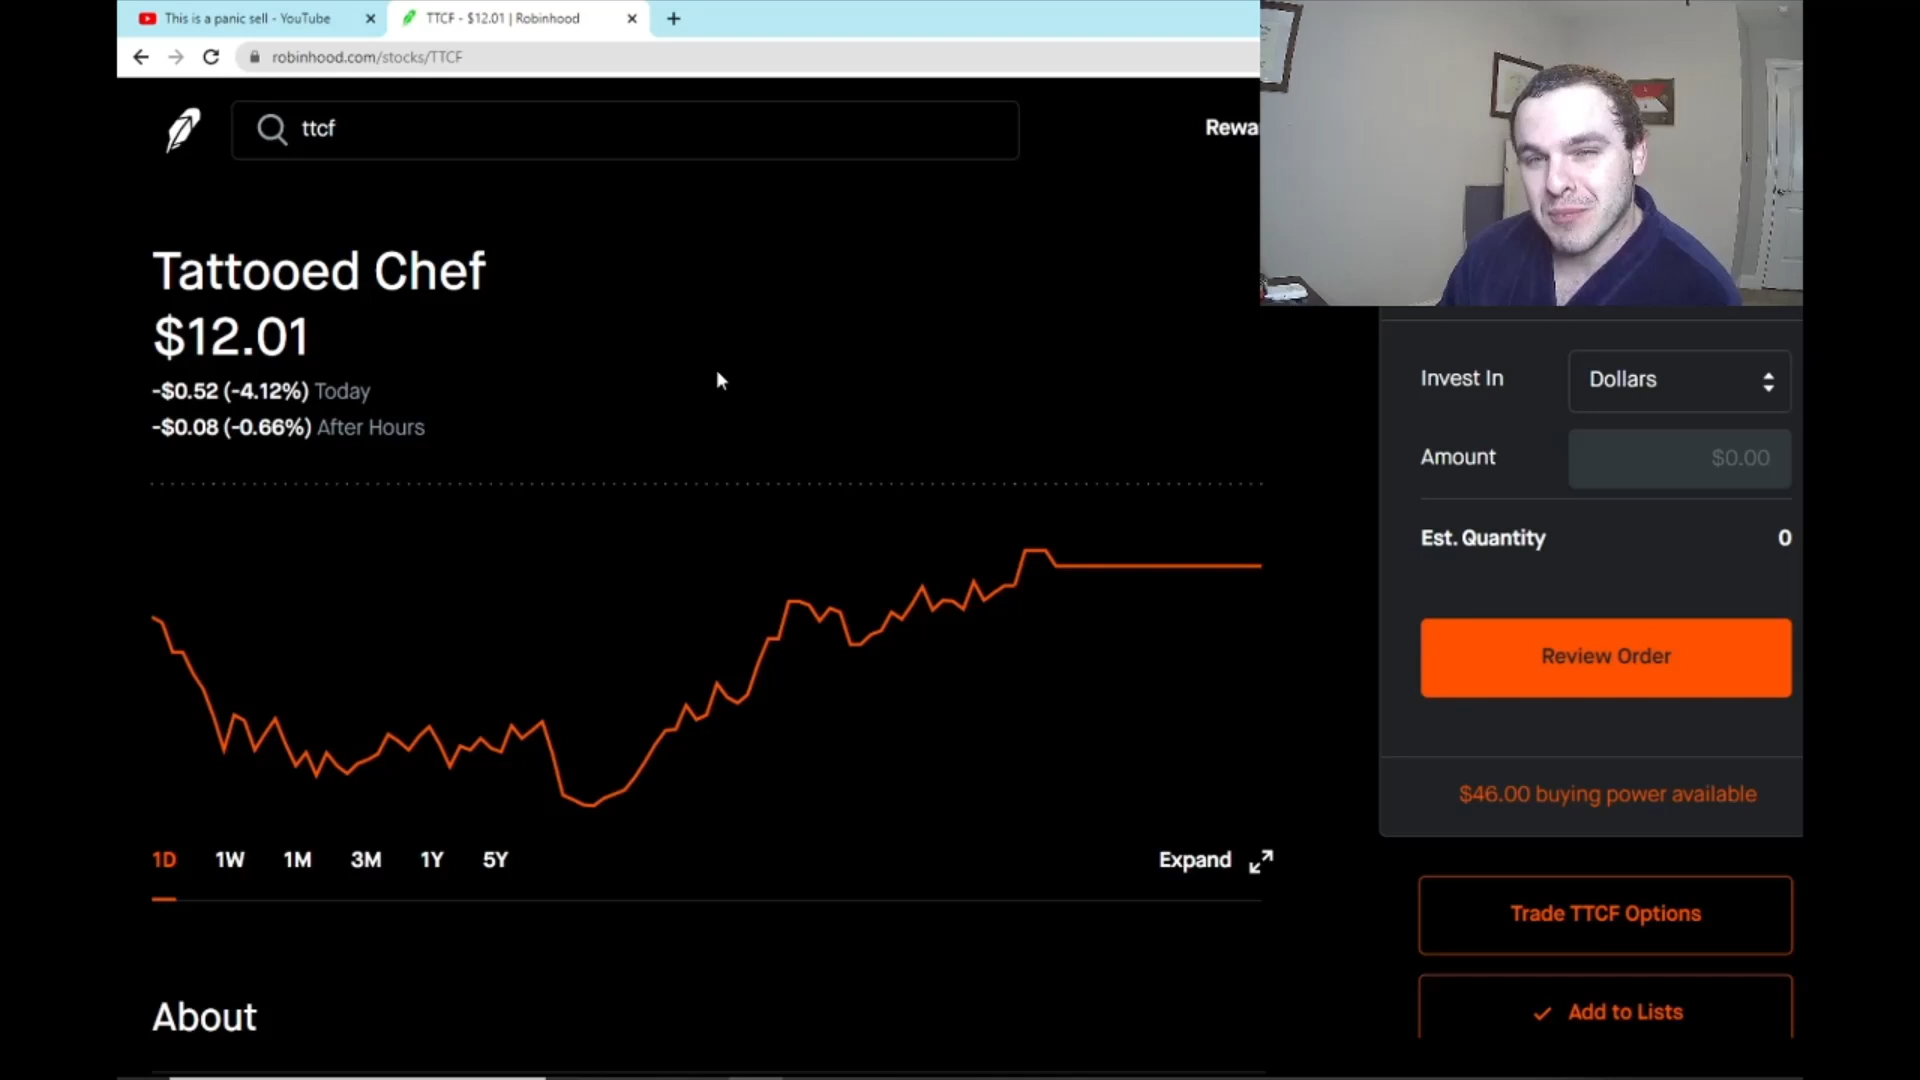 This is a panic sell - YouTube
TTCF - $12.01 | Robinhood
robinhood.com/stocks/TTCF
ttcf
Rewa
Tattooed Chef
$12.01
-$0.52 (-4.12%) Today
-$0.08 (-0.66%) After Hours
Invest In
Dollars
Amount
$0.00
Est. Quantity
0
Review Order
$46.00 buying power available
1D
1W
1M
3M
1Y
5Y
Expand
Trade TTCF Options
Add to Lists
About